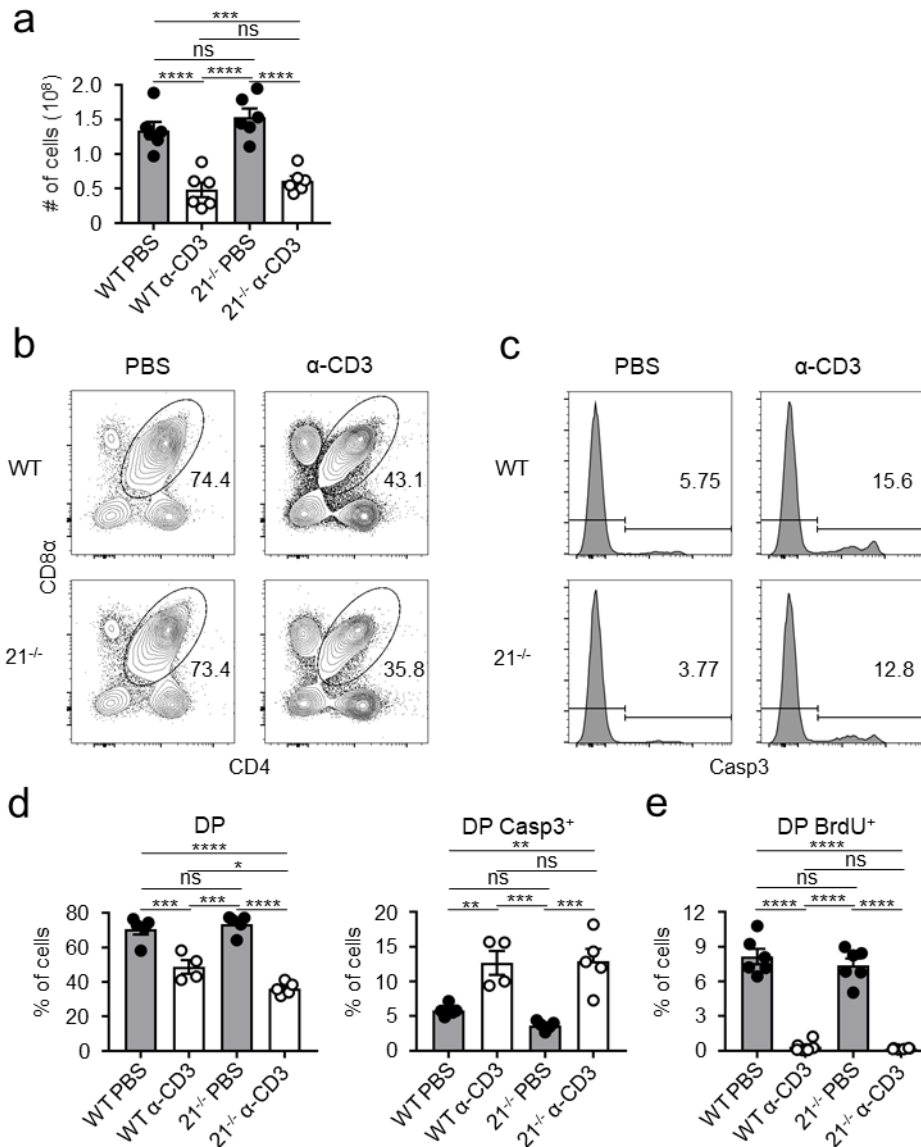 a
***
ns
ns
**** **** ****
# of cells (10⁸)
2.0
1.5
1.0
0.5
0
WT PBS
WT α-CD3
21⁻/⁻ PBS
21⁻/⁻ α-CD3
b
PBS
α-CD3
WT
74.4
43.1
21⁻/⁻
73.4
35.8
CD8α
CD4
c
PBS
α-CD3
5.75
15.6
3.77
12.8
Casp3
d
DP
****
*
ns
*** *** ****
% of cells
80
60
40
20
0
WT PBS
WT α-CD3
21⁻/⁻ PBS
21⁻/⁻ α-CD3
DP Casp3⁺
**
ns
ns
** *** ***
% of cells
20
15
10
5
0
WT PBS
WT α-CD3
21⁻/⁻ PBS
21⁻/⁻ α-CD3
e
DP BrdU⁺
****
ns
ns
**** **** ****
% of cells
12
9
6
3
0
WT PBS
WT α-CD3
21⁻/⁻ PBS
21⁻/⁻ α-CD3